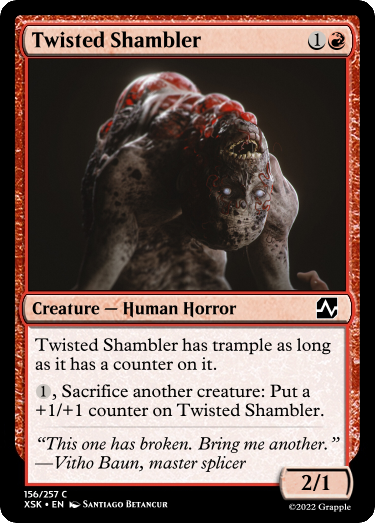 Twisted Shambler 1
Creature — Human Horror
Twisted Shambler has trample as long
as it has a counter on it.
1, Sacrifice another creature: Put a
+1/+1 counter on Twisted Shambler.
“This one has broken. Bring me another.”
—Vitho Baun, master splicer
2/1
156/257 C
XSK • EN Santiago Betancur
©2022 Grapple